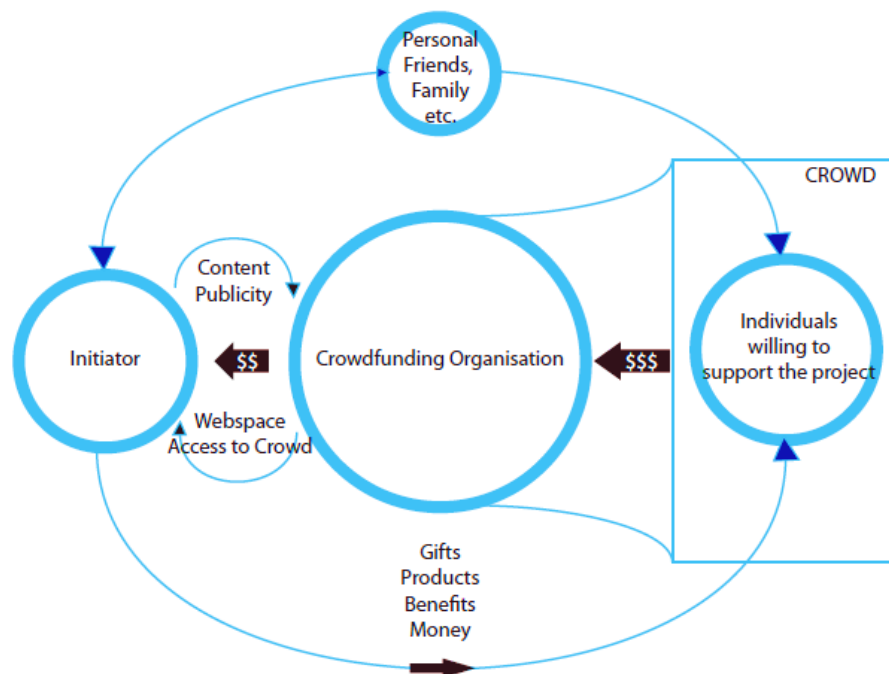 Personal
Friends,
Family
etc.
CROWD
Content
Publicity
Initiator
$$
Crowdfunding Organisation
$$$
Individuals
willing to
support the project
Webspace
Access to Crowd
Gifts
Products
Benefits
Money